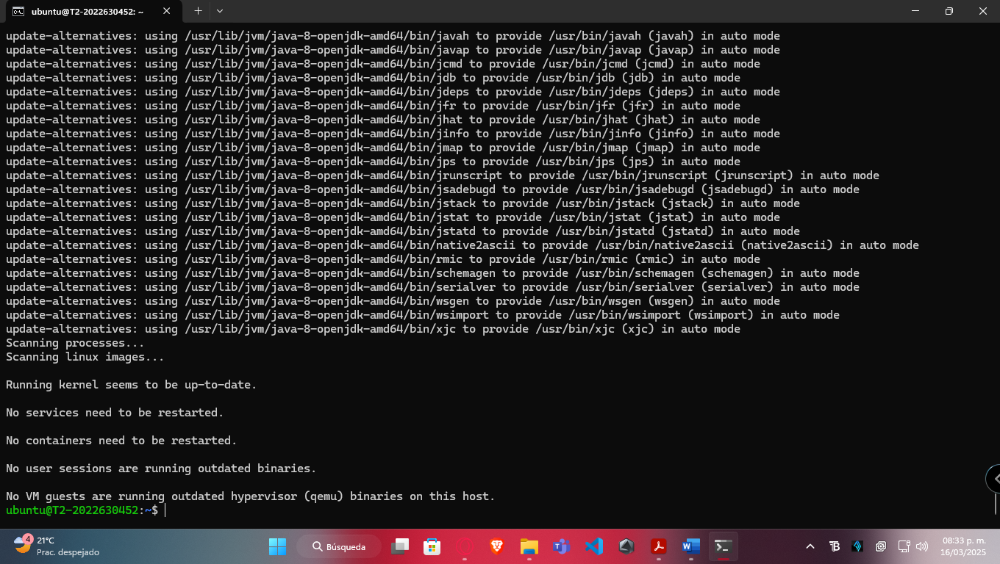 ubuntu@T2-2022630452: ~
update-alternatives: using /usr/lib/jvm/java-8-openjdk-amd64/bin/javah to provide /usr/bin/javah (javah) in auto mode
update-alternatives: using /usr/lib/jvm/java-8-openjdk-amd64/bin/javap to provide /usr/bin/javap (javap) in auto mode
update-alternatives: using /usr/lib/jvm/java-8-openjdk-amd64/bin/jcmd to provide /usr/bin/jcmd (jcmd) in auto mode
update-alternatives: using /usr/lib/jvm/java-8-openjdk-amd64/bin/jdb to provide /usr/bin/jdb (jdb) in auto mode
update-alternatives: using /usr/lib/jvm/java-8-openjdk-amd64/bin/jdeps to provide /usr/bin/jdeps (jdeps) in auto mode
update-alternatives: using /usr/lib/jvm/java-8-openjdk-amd64/bin/jfr to provide /usr/bin/jfr (jfr) in auto mode
update-alternatives: using /usr/lib/jvm/java-8-openjdk-amd64/bin/jhat to provide /usr/bin/jhat (jhat) in auto mode
update-alternatives: using /usr/lib/jvm/java-8-openjdk-amd64/bin/jinfo to provide /usr/bin/jinfo (jinfo) in auto mode
update-alternatives: using /usr/lib/jvm/java-8-openjdk-amd64/bin/jmap to provide /usr/bin/jmap (jmap) in auto mode
update-alternatives: using /usr/lib/jvm/java-8-openjdk-amd64/bin/jps to provide /usr/bin/jps (jps) in auto mode
update-alternatives: using /usr/lib/jvm/java-8-openjdk-amd64/bin/jrunscript to provide /usr/bin/jrunscript (jrunscript) in auto mode
update-alternatives: using /usr/lib/jvm/java-8-openjdk-amd64/bin/jsadebugd to provide /usr/bin/jsadebugd (jsadebugd) in auto mode
update-alternatives: using /usr/lib/jvm/java-8-openjdk-amd64/bin/jstack to provide /usr/bin/jstack (jstack) in auto mode
update-alternatives: using /usr/lib/jvm/java-8-openjdk-amd64/bin/jstat to provide /usr/bin/jstat (jstat) in auto mode
update-alternatives: using /usr/lib/jvm/java-8-openjdk-amd64/bin/jstatd to provide /usr/bin/jstatd (jstatd) in auto mode
update-alternatives: using /usr/lib/jvm/java-8-openjdk-amd64/bin/native2ascii to provide /usr/bin/native2ascii (native2ascii) in auto mode
update-alternatives: using /usr/lib/jvm/java-8-openjdk-amd64/bin/rmic to provide /usr/bin/rmic (rmic) in auto mode
update-alternatives: using /usr/lib/jvm/java-8-openjdk-amd64/bin/schemagen to provide /usr/bin/schemagen (schemagen) in auto mode
update-alternatives: using /usr/lib/jvm/java-8-openjdk-amd64/bin/serialver to provide /usr/bin/serialver (serialver) in auto mode
update-alternatives: using /usr/lib/jvm/java-8-openjdk-amd64/bin/wsgen to provide /usr/bin/wsgen (wsgen) in auto mode
update-alternatives: using /usr/lib/jvm/java-8-openjdk-amd64/bin/wsimport to provide /usr/bin/wsimport (wsimport) in auto mode
update-alternatives: using /usr/lib/jvm/java-8-openjdk-amd64/bin/xjc to provide /usr/bin/xjc (xjc) in auto mode
Scanning processes...
Scanning linux images...
Running kernel seems to be up-to-date.
No services need to be restarted.
No containers need to be restarted.
No user sessions are running outdated binaries.
No VM guests are running outdated hypervisor (qemu) binaries on this host.
ubuntu@T2-2022630452:~$
4
21°C
Prac. despejado
Búsqueda
08:33 p. m.
16/03/2025